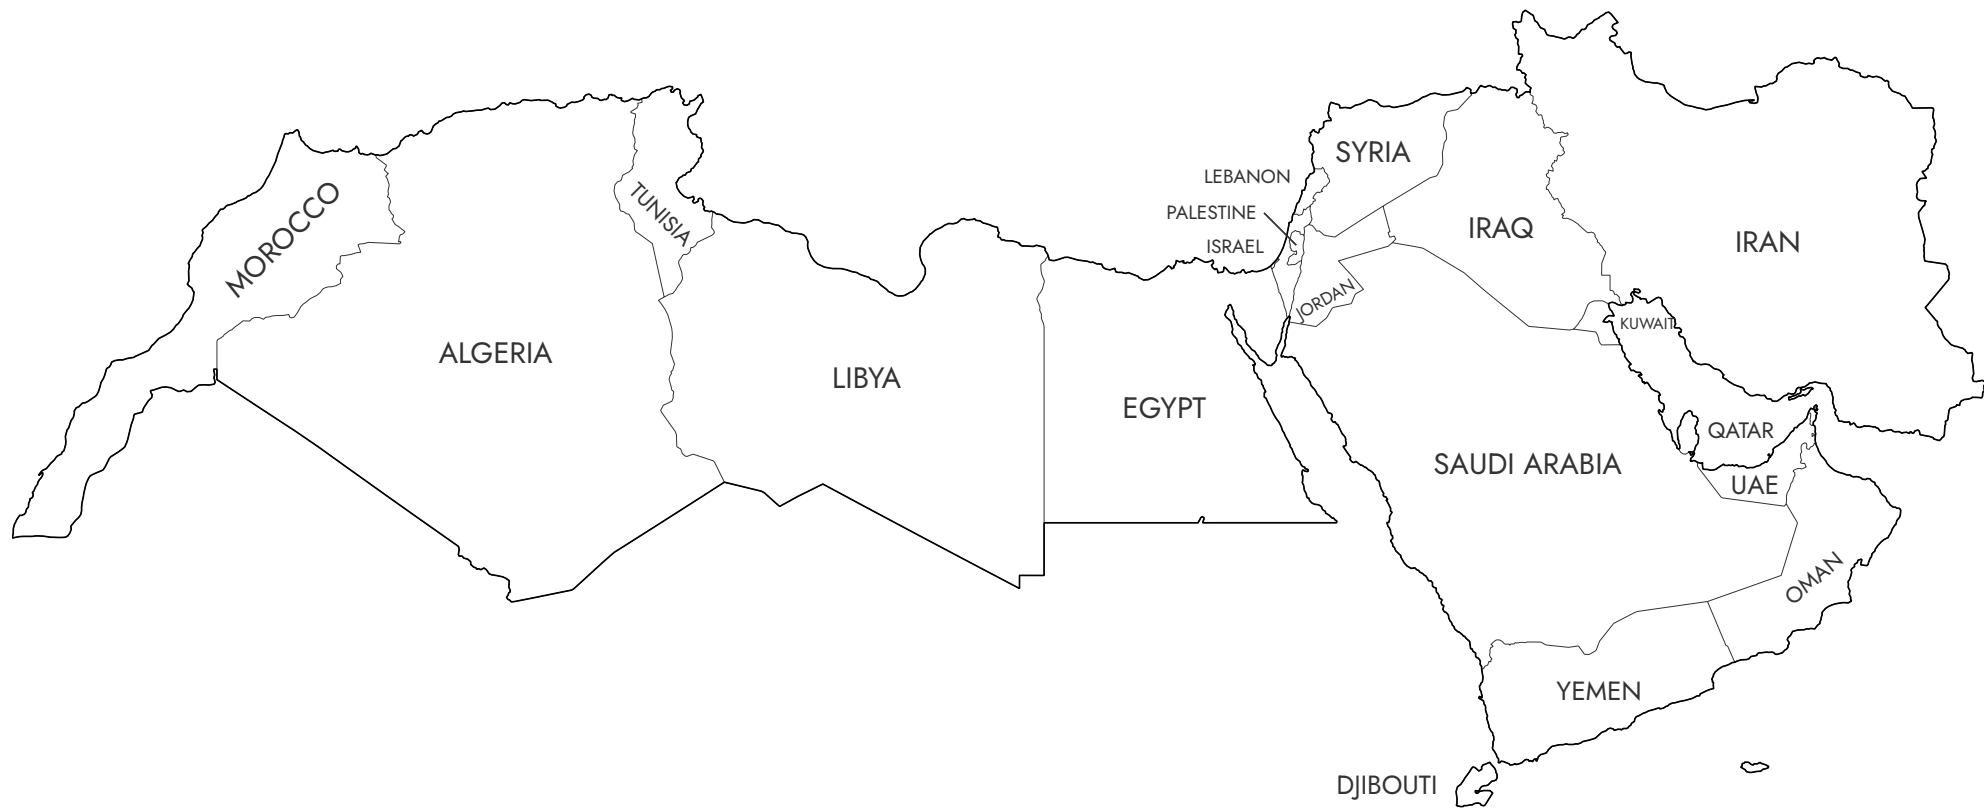 SYRIA
LEBANON
MOROCCO
TUNISIA
PALESTINE
IRAQ
IRAN
ISRAEL
JORDAN
KUWAIT
ALGERIA
LIBYA
EGYPT
QATAR
SAUDI ARABIA
UAE
OMAN
YEMEN
DJIBOUTI